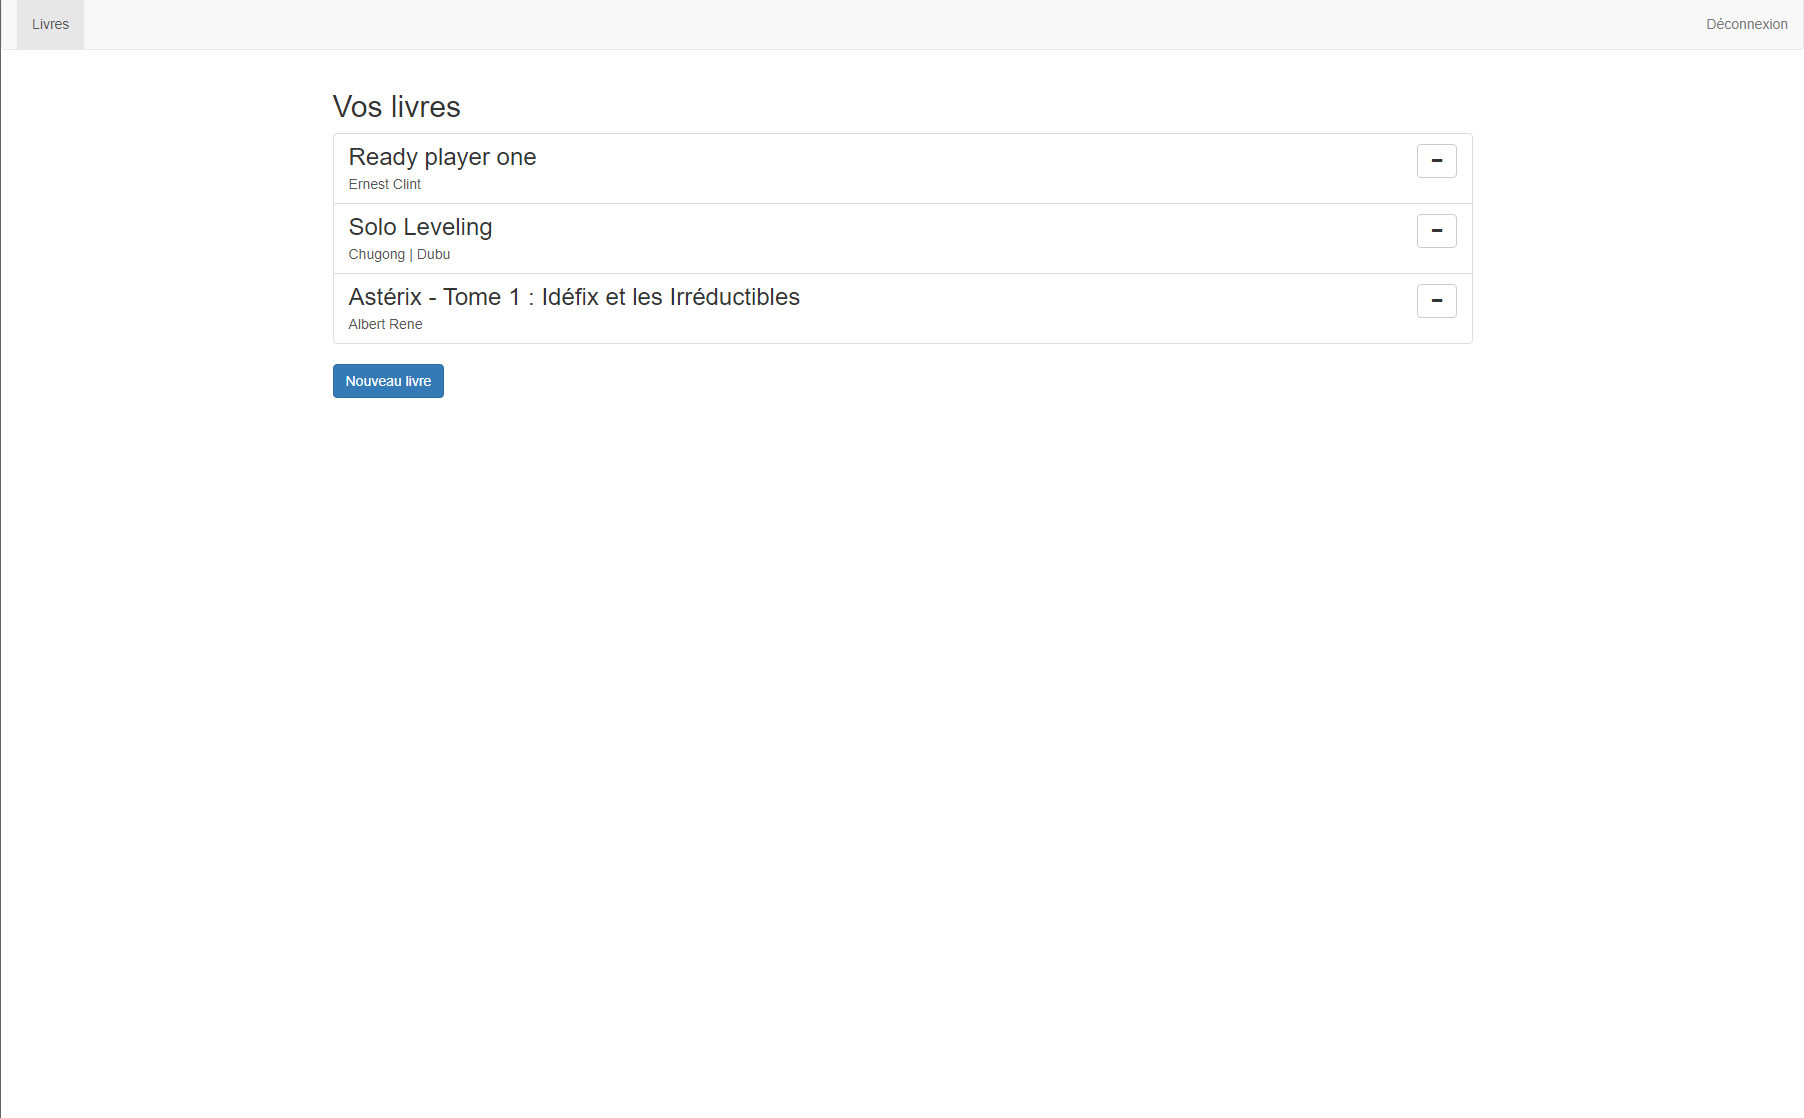 Livres
Déconnexion
Vos livres
Ready player one
Ernest Clint
Solo Leveling
Chugong | Dubu
Astérix - Tome 1 : Idéfix et les Irréductibles
Albert Rene
Nouveau livre